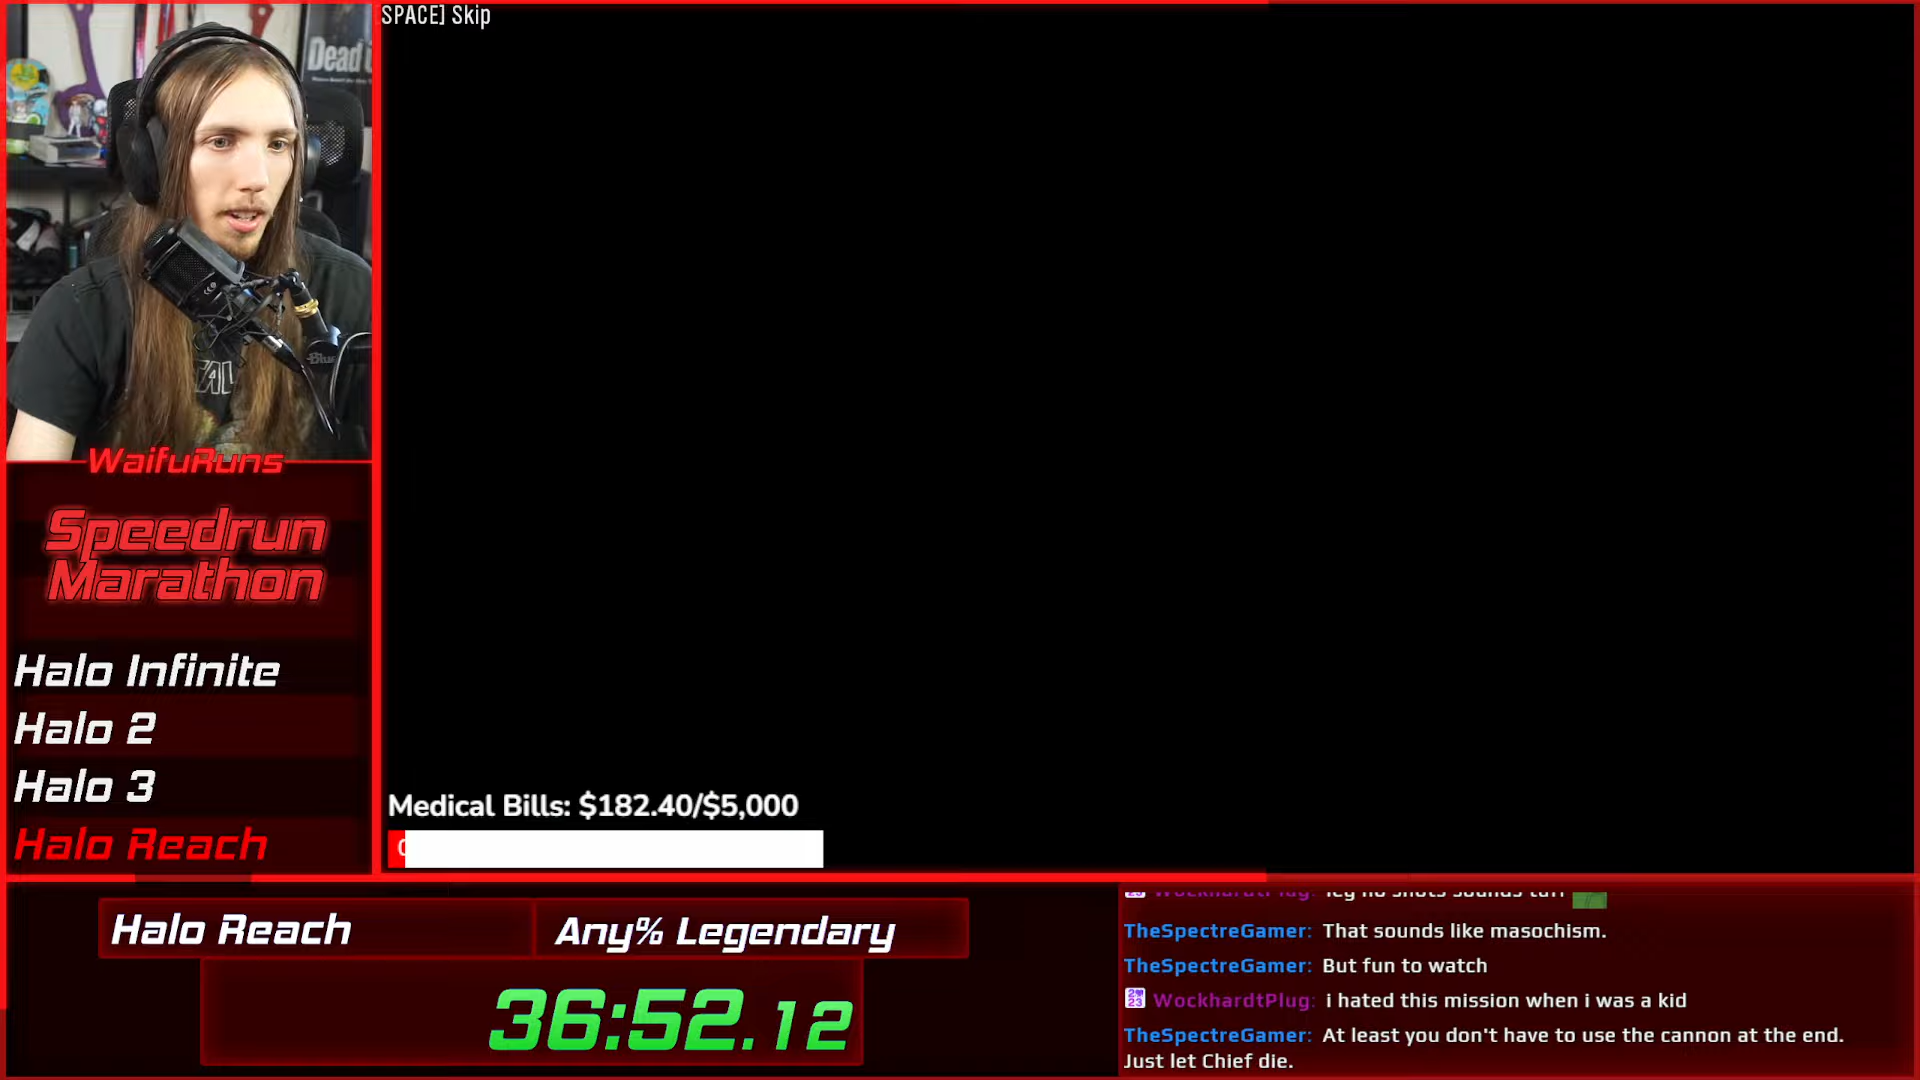 SPACE] Skip
Dead
Blue
WaifuRuns
Speedrun
Marathon
Halo Infinite
Halo 2
Halo 3
Halo Reach
Medical Bills: $182.40/$5,000
Halo Reach
Any% Legendary
36:52.12
TheSpectreGamer: That sounds like masochism.
TheSpectreGamer: But fun to watch
WockhardtPlug: i hated this mission when i was a kid
TheSpectreGamer: At least you don't have to use the cannon at the end.
Just let Chief die.